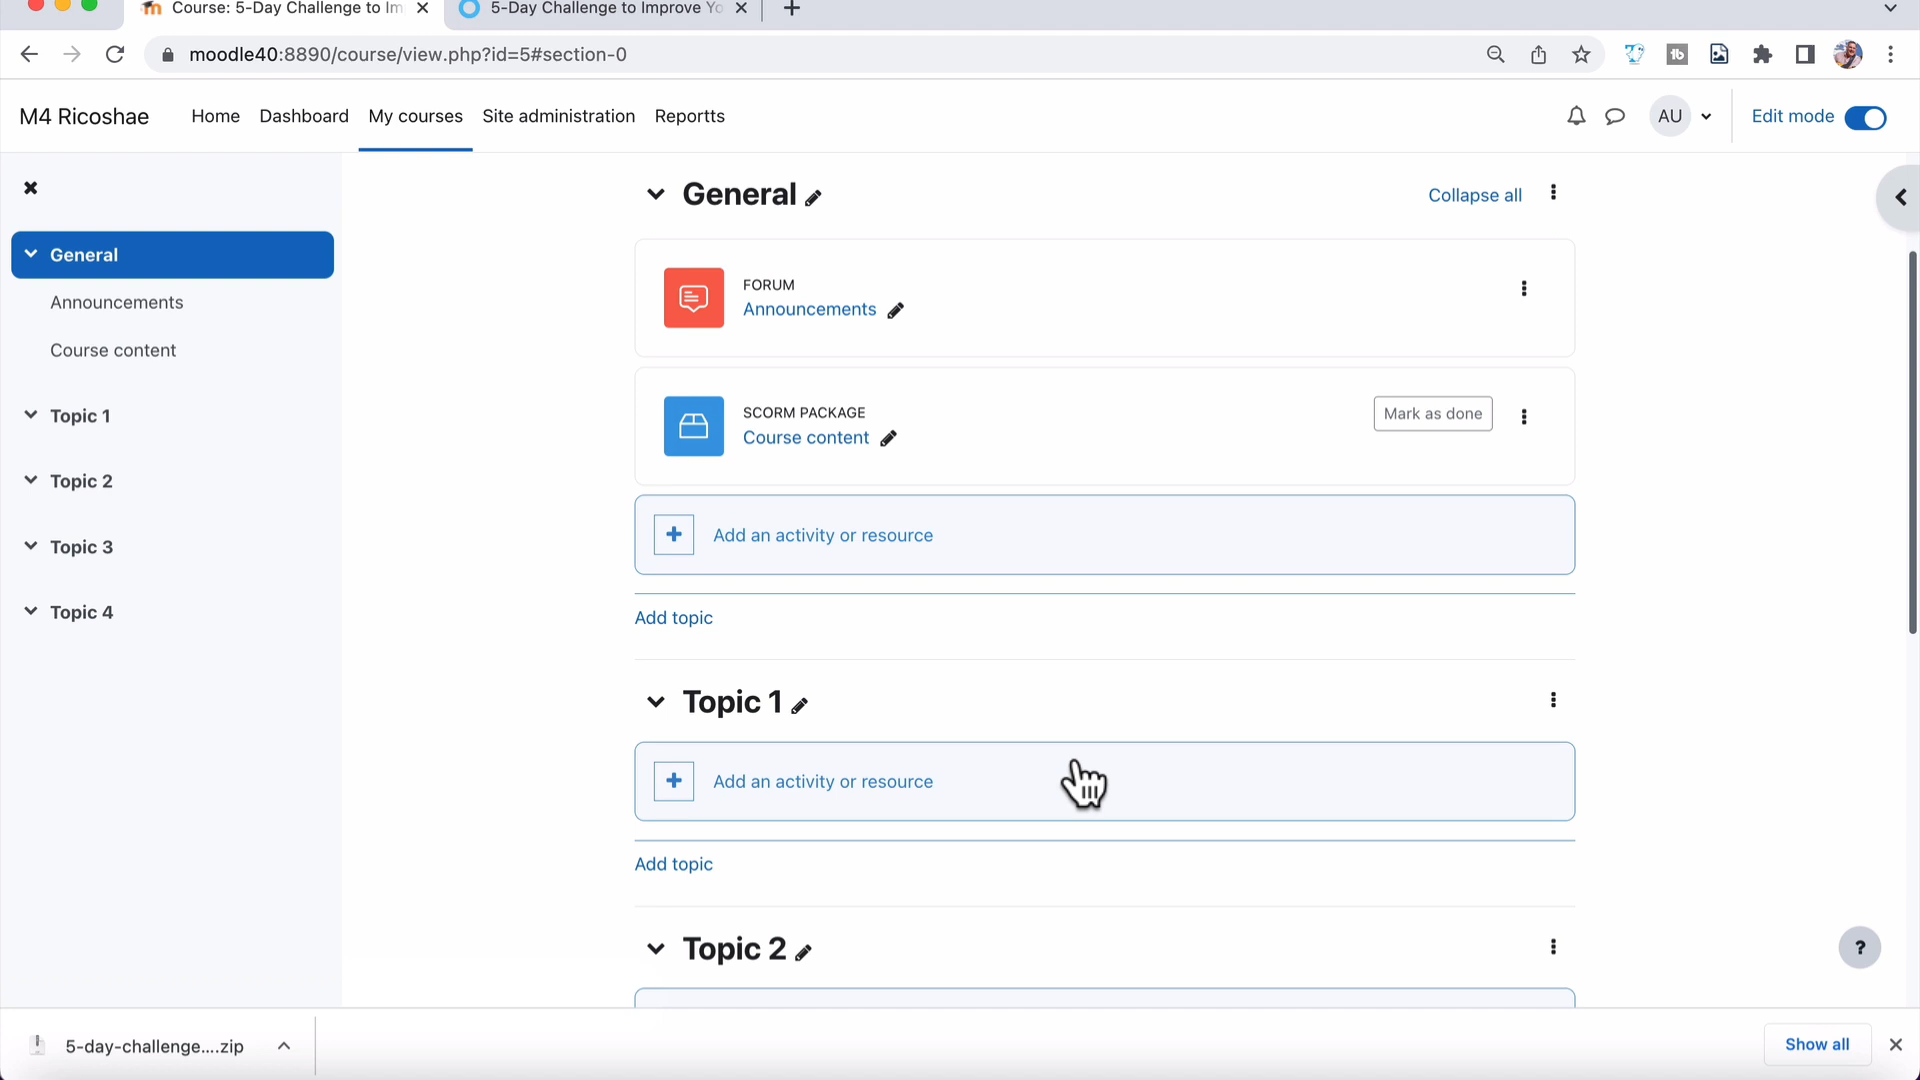 Course: 5-Day Challenge to Im
5-Day Challenge to Improve Yo
moodle40:8890/course/view.php?id=5#section-0
M4 Ricoshae
Home
Dashboard
My courses
Site administration
Reportts
AU
Edit mode
General
Announcements
Course content
Topic 1
Topic 2
Topic 3
Topic 4
General
Collapse all
FORUM
Announcements
SCORM PACKAGE
Course content
Mark as done
Add an activity or resource
Add topic
Topic 1
Add an activity or resource
Add topic
Topic 2
?
5-day-challenge....zip
Show all